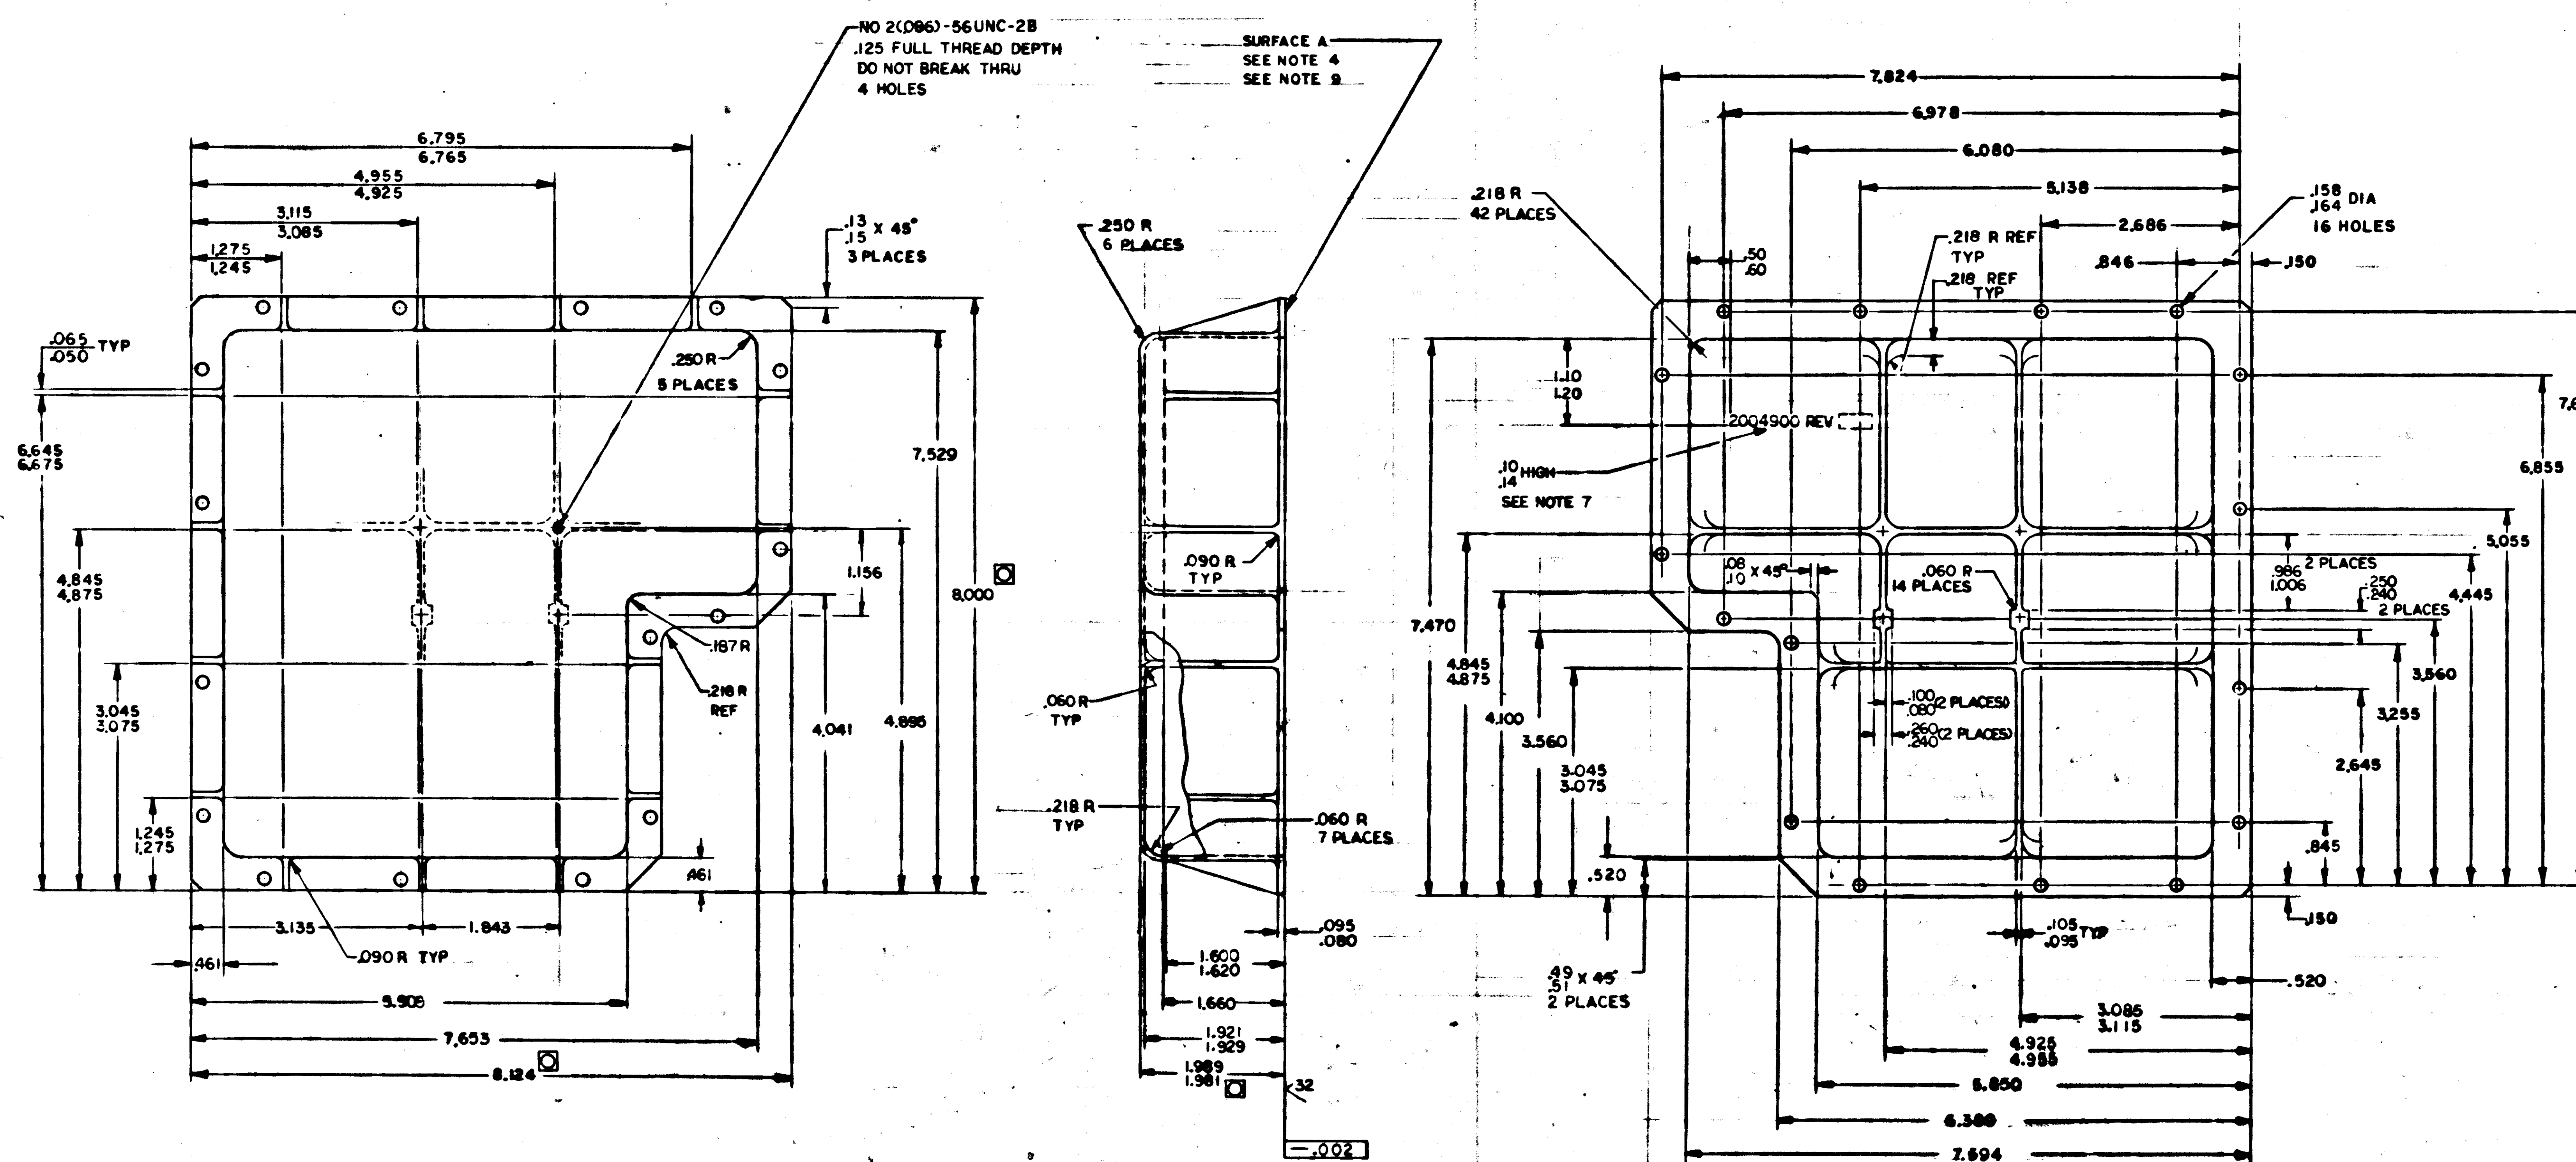 NO 2(.086)-56UNC-2B
.125 FULL THREAD DEPTH
DO NOT BREAK THRU
4 HOLES
SURFACE A
SEE NOTE 4
SEE NOTE 9
6.795
6.765
4.955
4.925
3.115
3.085
1.275
1.245
.13
.15 X 45°
3 PLACES
.065
.050 TYP
.250 R
5 PLACES
6.645
6.675
7.529
4.845
4.875
1.156
8.000
.187 R
.218 R
REF
3.045
3.075
4.041
4.895
1.245
1.275
.461
3.135
1.843
.090 R TYP
.461
7.653
8.124
.250 R
6 PLACES
.090 R
TYP
.060 R
TYP
.218 R
TYP
.060 R
7 PLACES
.095
.080
1.600
1.620
1.660
1.921
1.929
1.981
32
.002
7.824
6.978
6.080
5.138
2.686
.846
.150
.218 R
42 PLACES
.158
.164 DIA
16 HOLES
.50
.60
.218 R REF
TYP
.218 REF
TYP
1.10
1.20
2004900 REV
.10
.14 HIGH
SEE NOTE 7
6.855
5.055
.08
.10 X 45°
.060 R
14 PLACES
2 PLACES
.986
1.006
.250
.240
2 PLACES
4.445
7.470
4.845
4.875
4.100
3.560
3.045
3.075
.100
.080 (2 PLACES)
.260
.240 (2 PLACES)
3.560
3.255
2.645
.845
.520
.150
.105
.095 TYP
.49
.51 X 45°
2 PLACES
.520
3.085
3.115
4.925
4.955
5.850
7.594